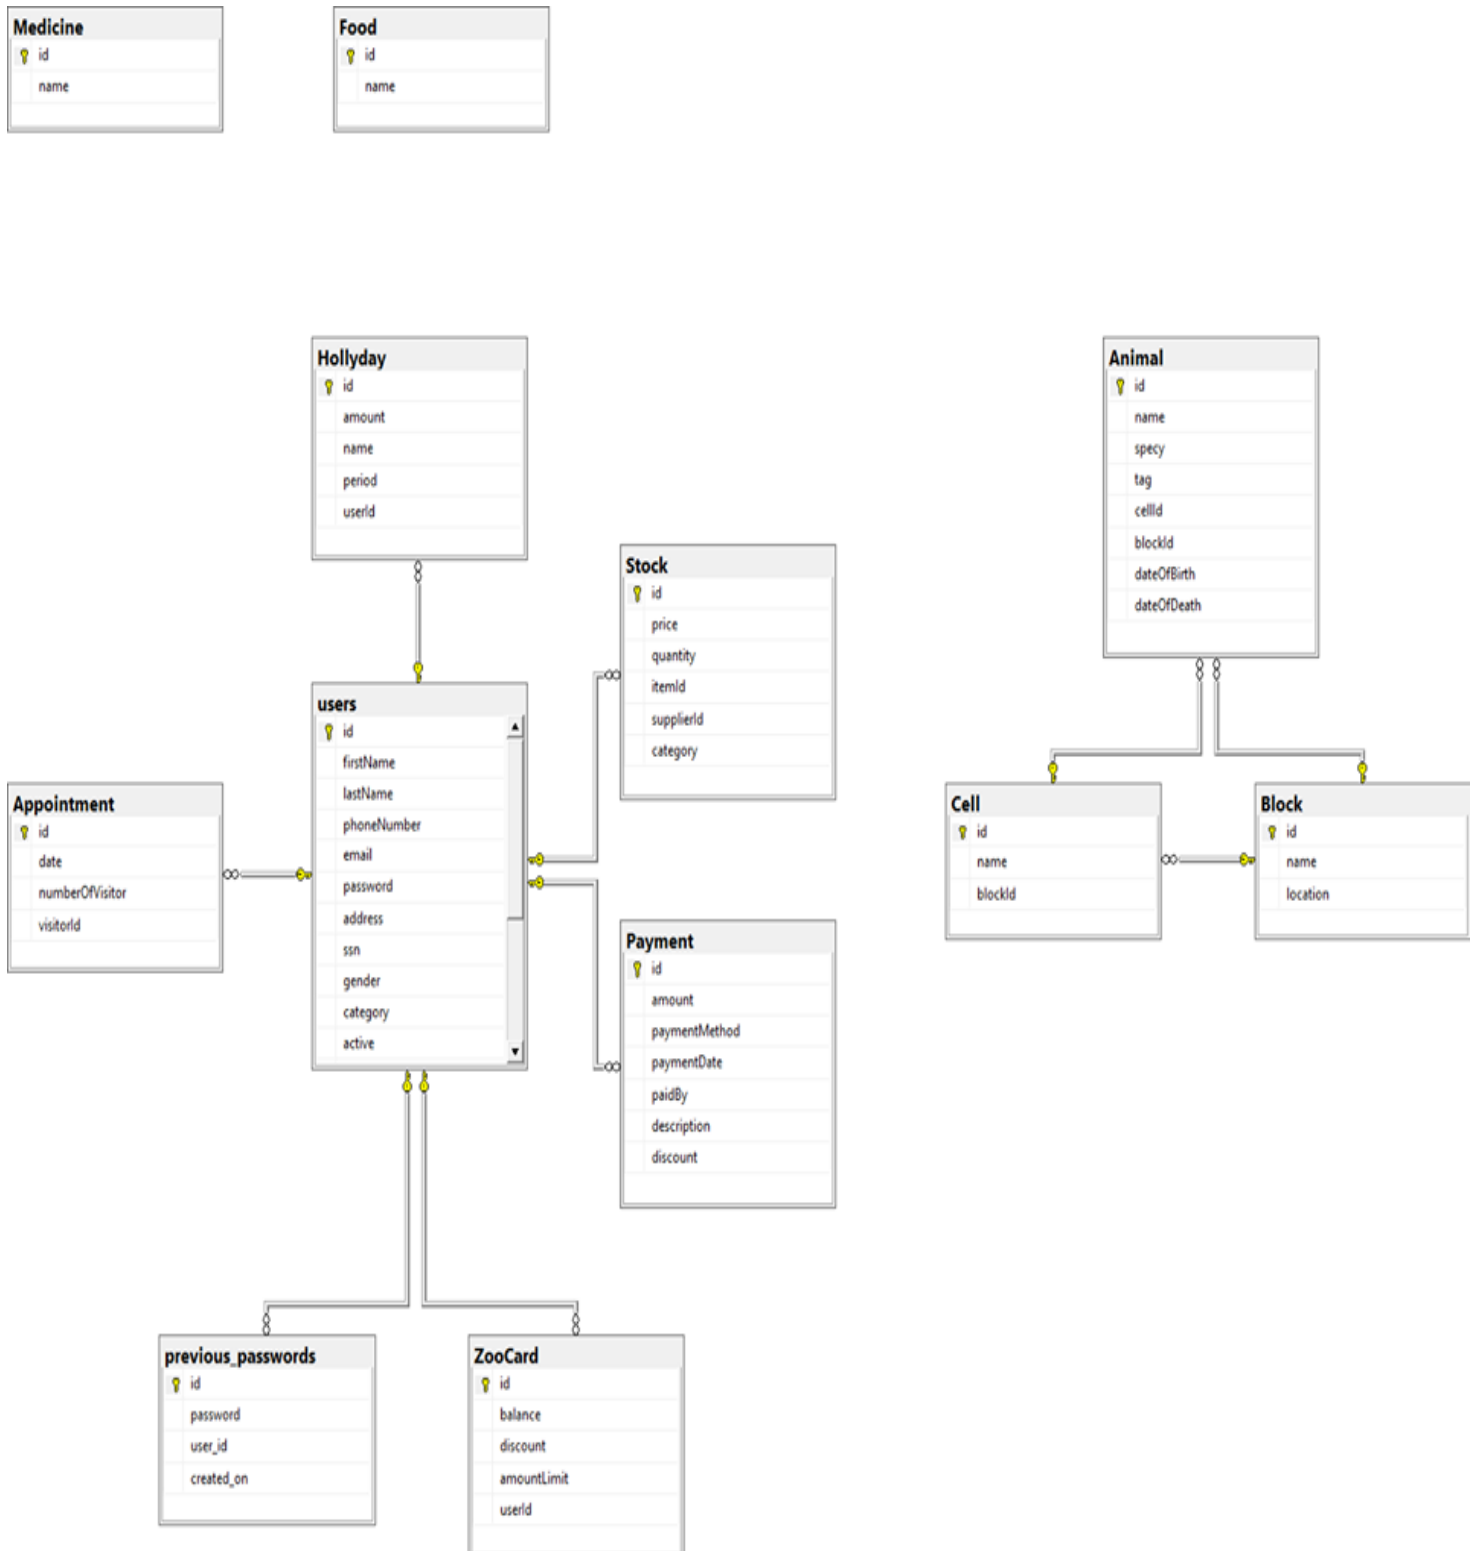 Medicine
id
name
Food
id
name
Hollyday
id
amount
name
period
userId
Animal
id
name
specy
tag
cellId
blockId
dateOfBirth
dateOfDeath
Stock
id
price
quantity
itemId
supplierId
category
users
id
firstName
lastName
phoneNumber
email
password
address
ssn
gender
category
active
Appointment
id
date
numberOfVisitor
visitorId
Cell
id
name
blockId
Block
id
name
location
Payment
id
amount
paymentMethod
paymentDate
paidBy
description
discount
previous_passwords
id
password
user_id
created_on
ZooCard
id
balance
discount
amountLimit
userId